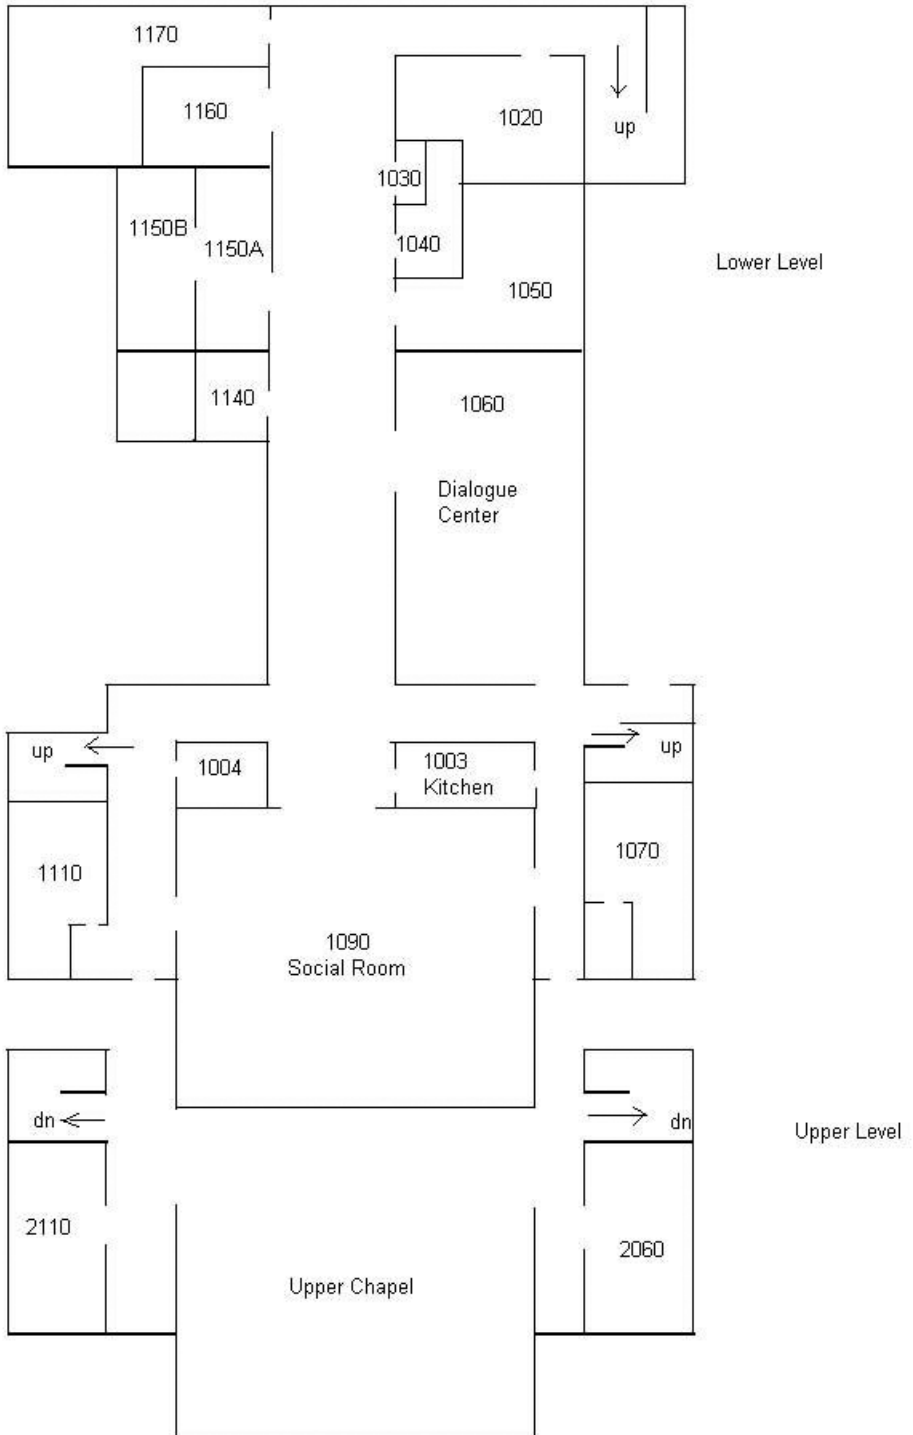 1170
1160
1020
up
1030
1150B
1150A
1040
1050
Lower Level
1140
1060
Dialogue
Center
up
1004
1003
Kitchen
up
1110
1070
1090
Social Room
dn
dn
Upper Level
2110
2060
Upper Chapel